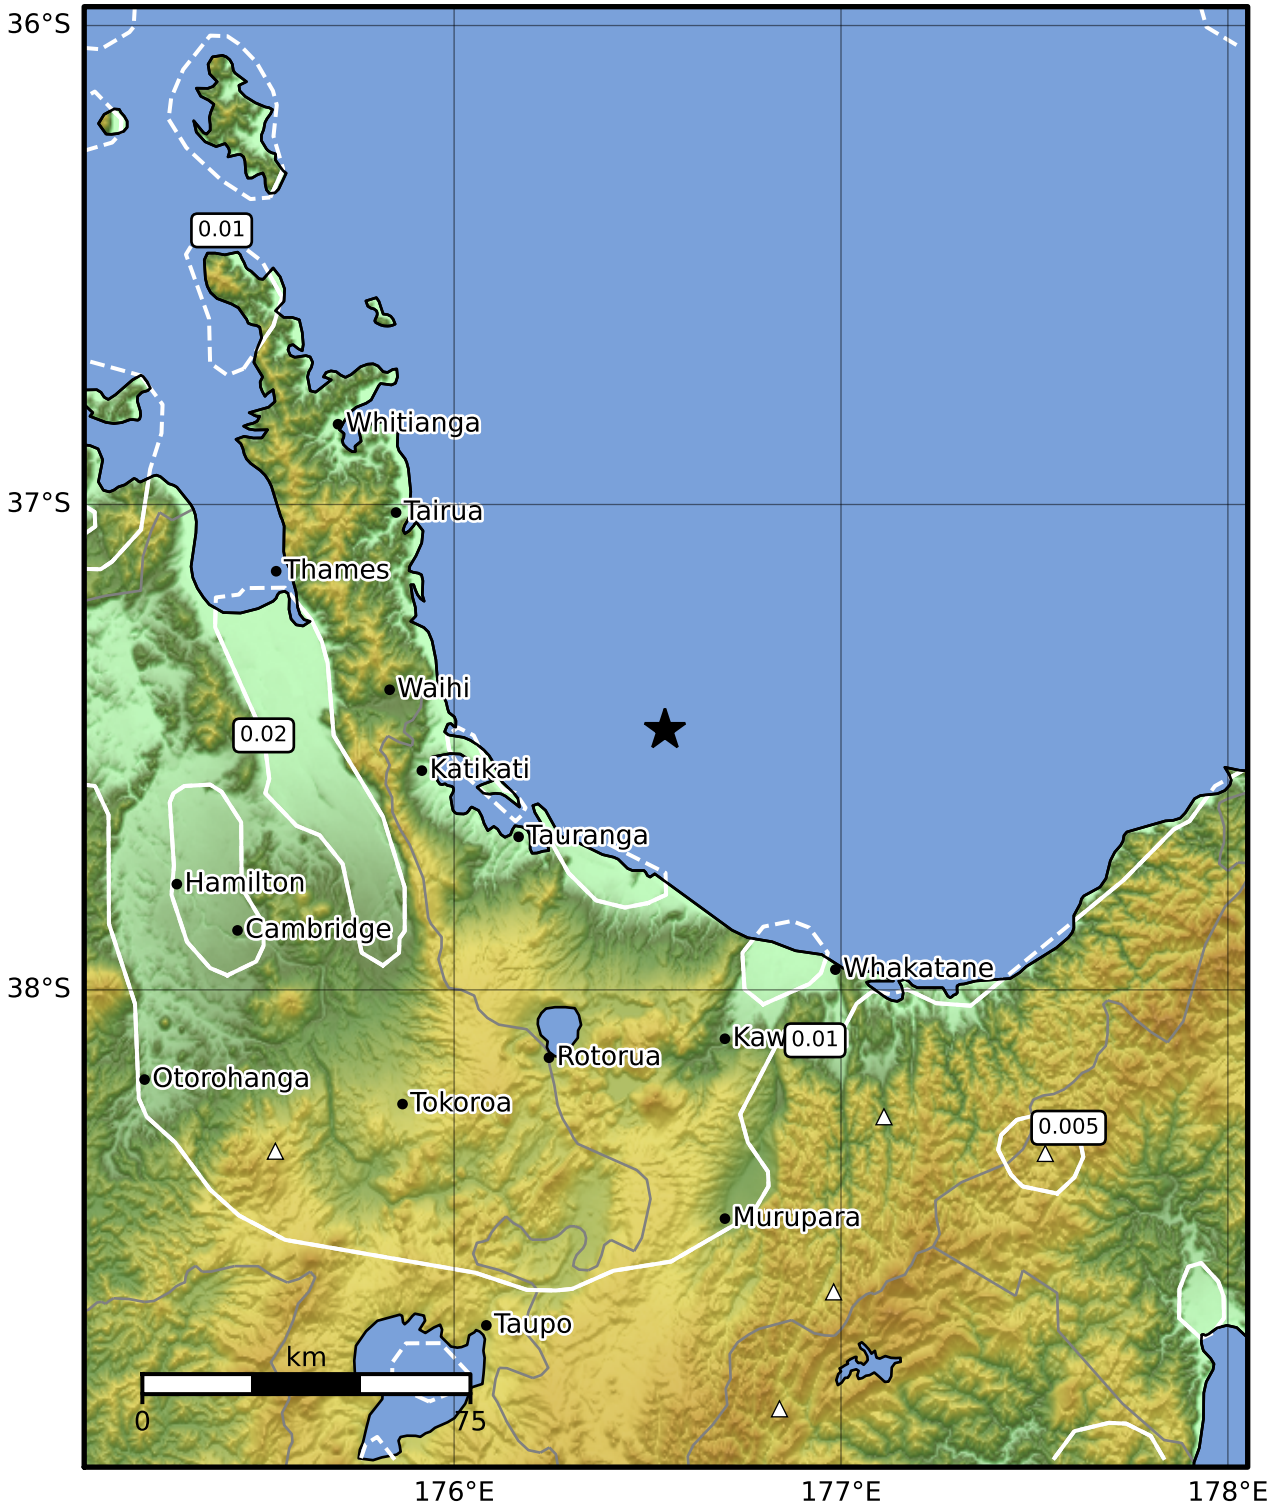 36°S
0.01
Whitianga
37°S
Tairua
Thames
Waihi
0.02
Katikati
Tauranga
Hamilton
Cambridge
Whakatane
38°S
Kaw
0.01
Rotorua
Otorohanga
Tokoroa
0.005
Murupara
Taupo
km
0 75
176°E 177°E 178°E